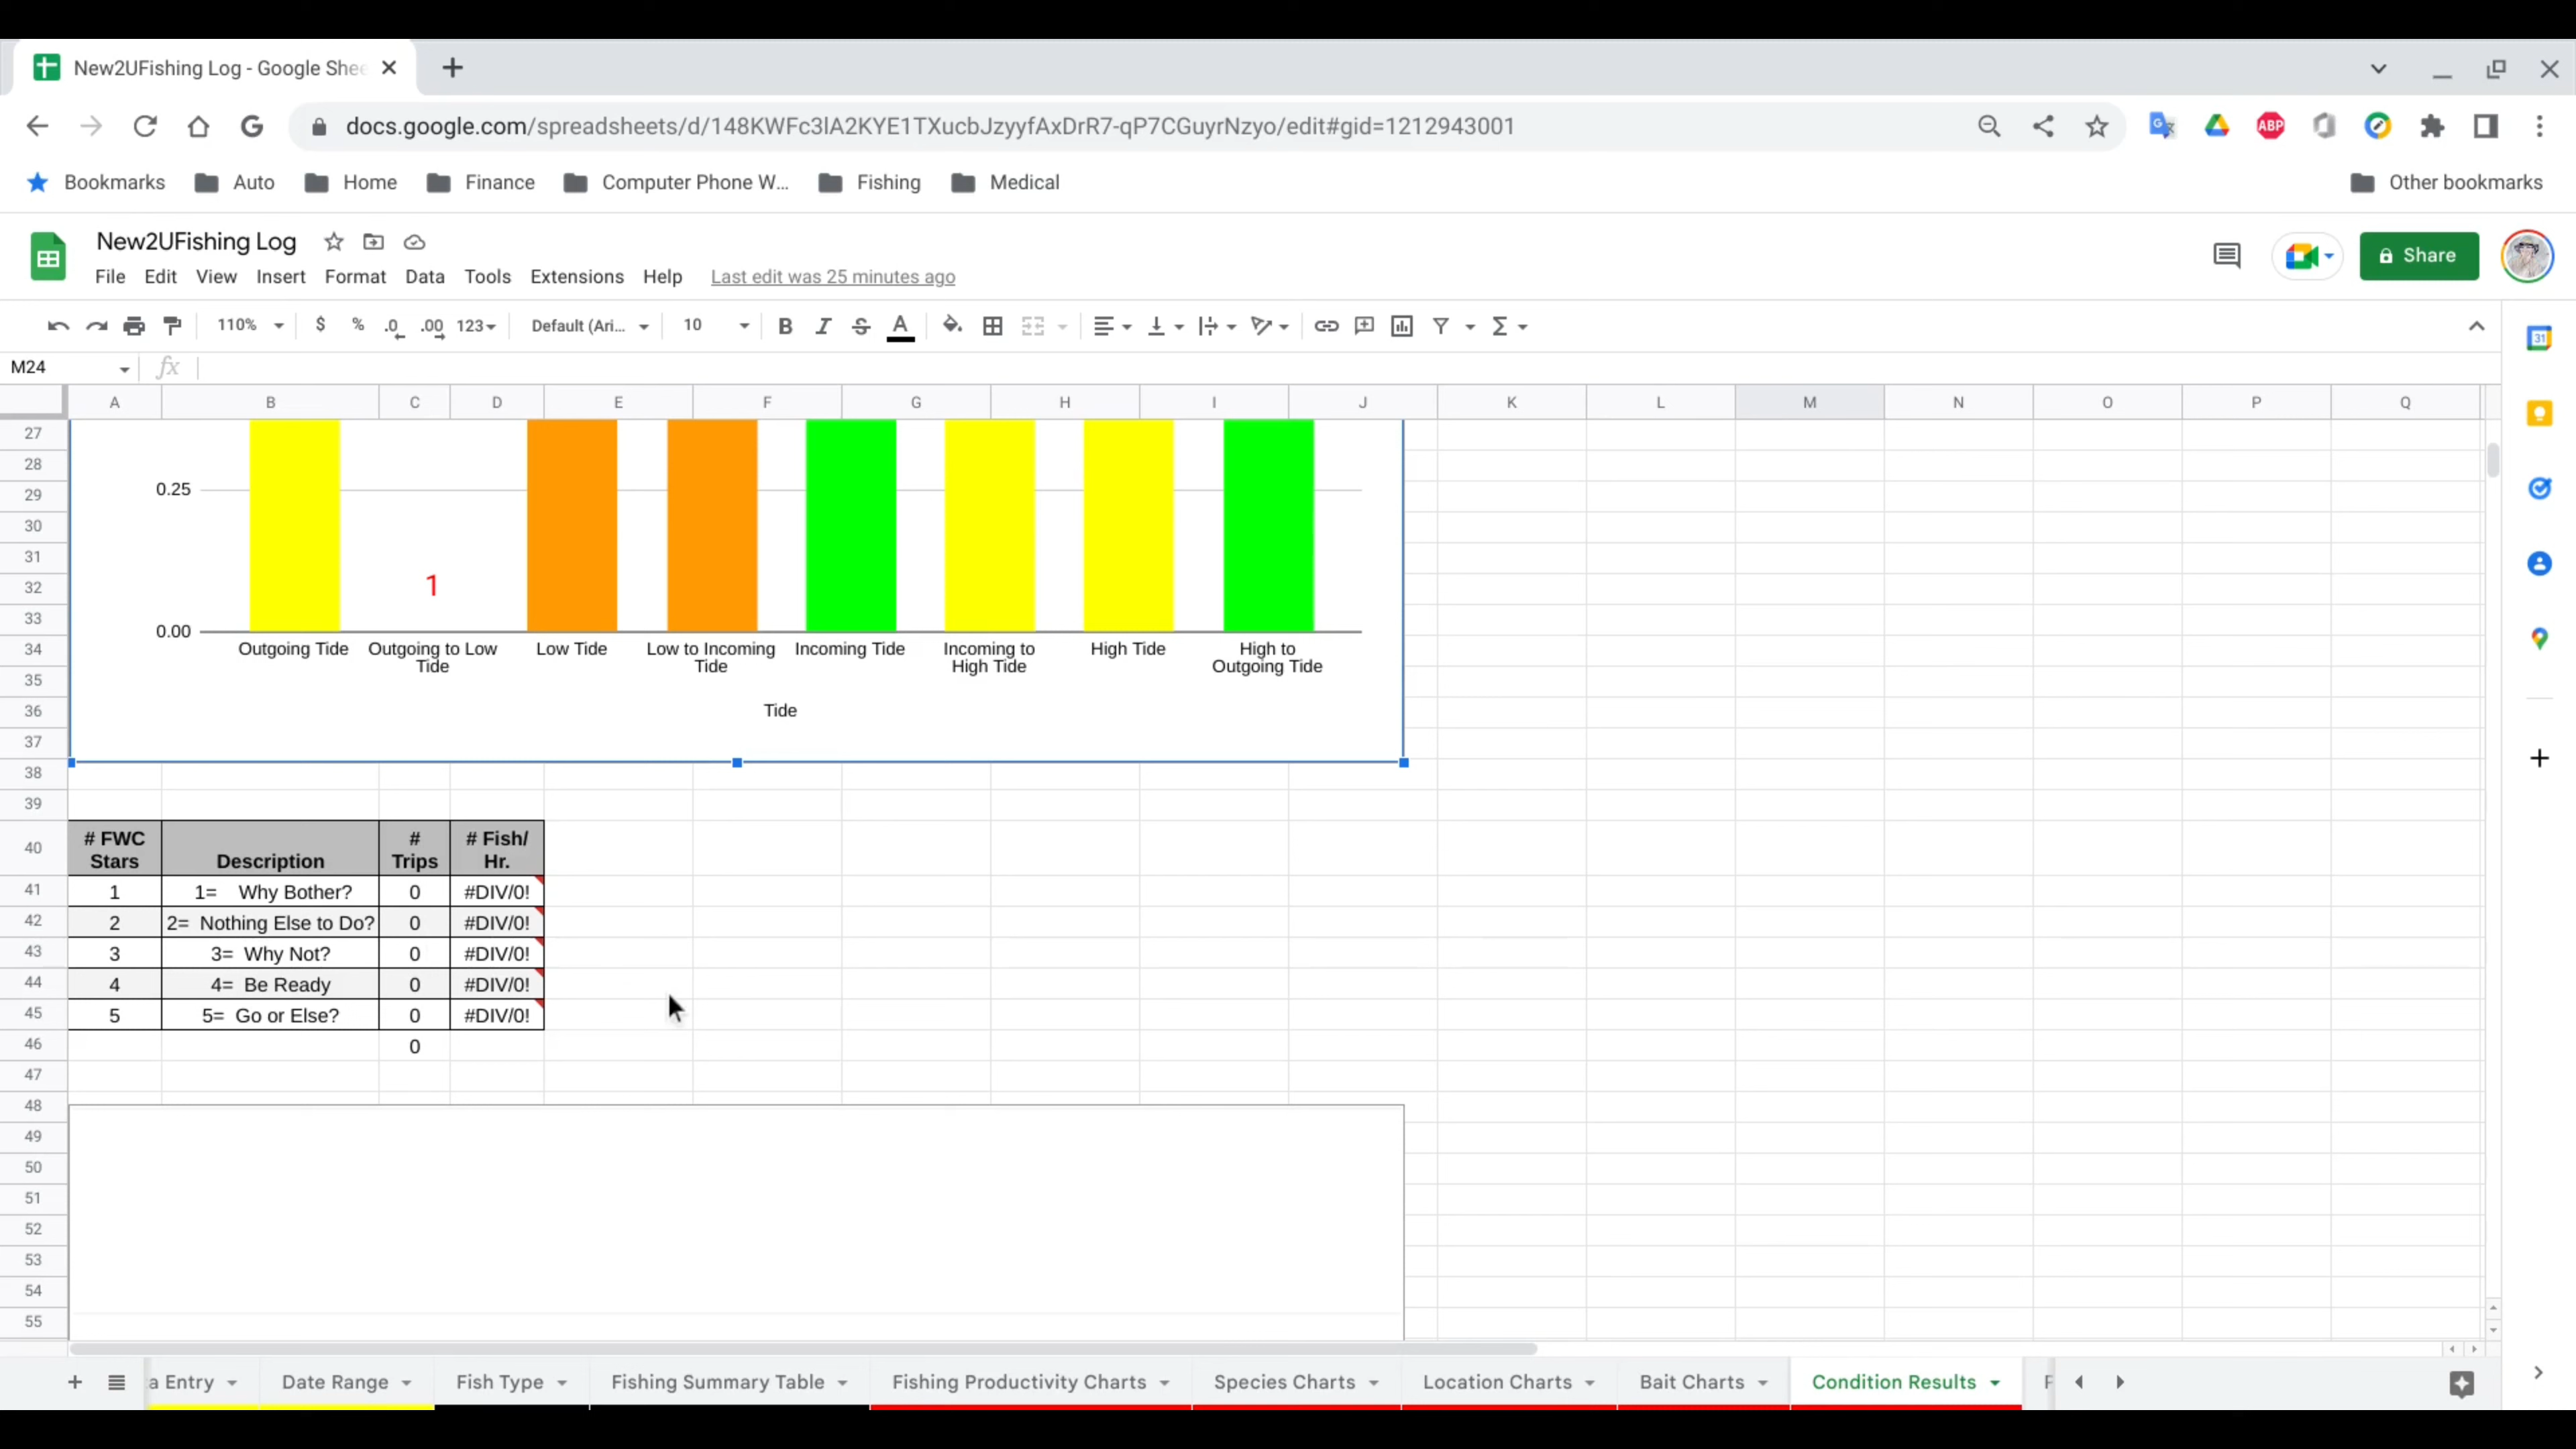 New2UFishing Log - Google Shee
docs.google.com/spreadsheets/d/148KWFc3lA2KYE1TXucbJzyyfAxDrR7-qP7CGuyrNzyo/edit#gid=1212943001
ABP
Bookmarks Auto Home Finance Computer Phone W... Fishing Medical Other bookmarks
New2UFishing Log
File Edit View Insert Format Data Tools Extensions Help Last edit was 25 minutes ago
Share
110% $ % .0 .00 123 Default (Ari... 10 B I S A
31
M24 fx
A B C D E F G H I J K L M N O P Q
27
28
29 0.25
30
31
32 1
33 0.00
34 Outgoing Tide Outgoing to Low Tide Low Tide Low to Incoming Tide Incoming Tide Incoming to High Tide High Tide High to Outgoing Tide
35
36 Tide
37
38
39
40 # FWC Stars Description # Trips # Fish/ Hr.
41 1 1= Why Bother? 0 #DIV/0!
42 2 2= Nothing Else to Do? 0 #DIV/0!
43 3 3= Why Not? 0 #DIV/0!
44 4 4= Be Ready 0 #DIV/0!
45 5 5= Go or Else? 0 #DIV/0!
46 0
47
48
49
50
51
52
53
54
55
a Entry Date Range Fish Type Fishing Summary Table Fishing Productivity Charts Species Charts Location Charts Bait Charts Condition Results